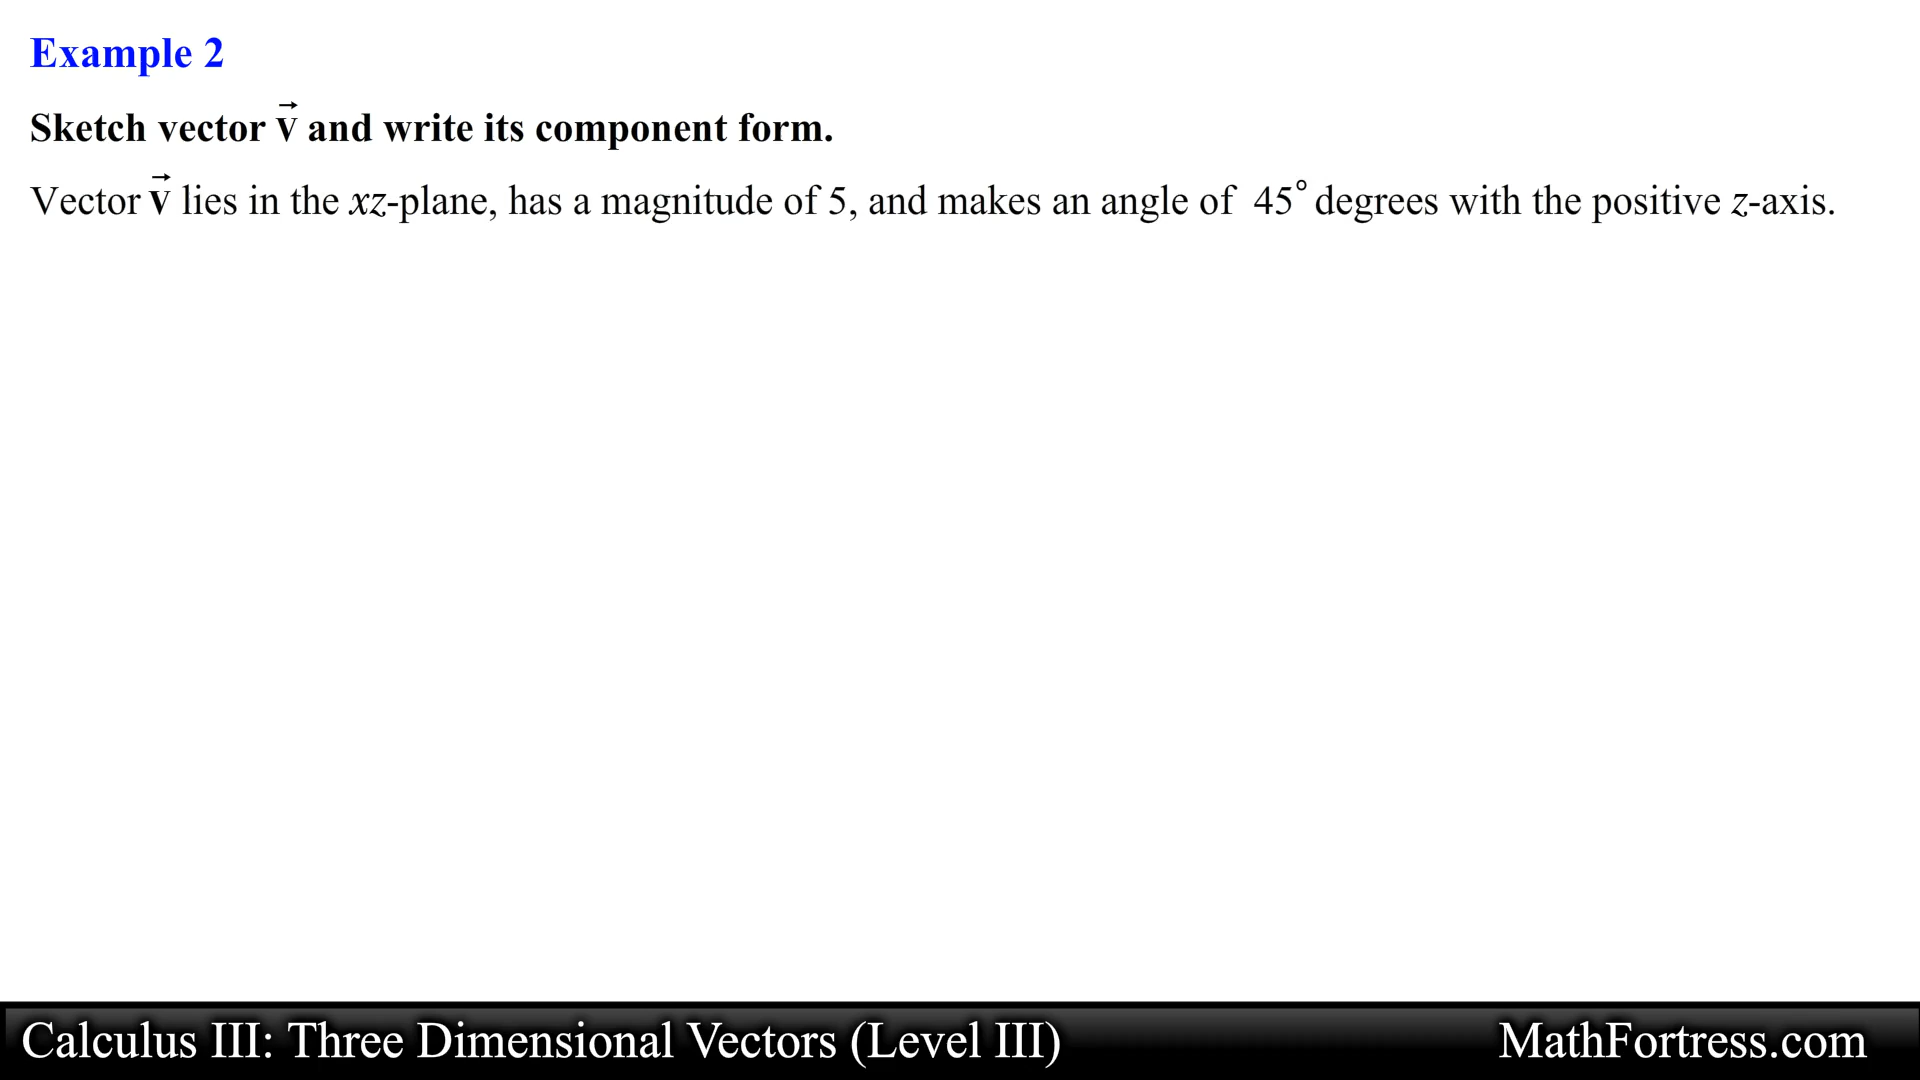 Example 2
Sketch vector v⃗ and write its component form.
Vector v⃗ lies in the xz-plane, has a magnitude of 5, and makes an angle of 45° degrees with the positive z-axis.
Calculus III: Three Dimensional Vectors (Level III)
MathFortress.com